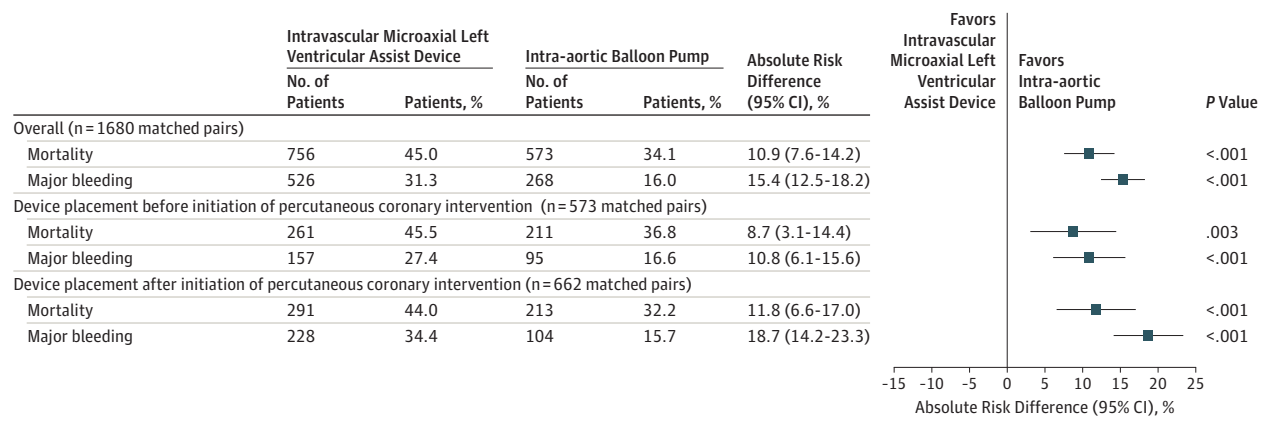 Intravascular Microaxial Left
Ventricular Assist Device
Intra-aortic Balloon Pump
Absolute Risk
Difference
(95% CI), %
Favors
Intravascular
Microaxial Left
Ventricular
Assist Device
Favors
Intra-aortic
Balloon Pump
P Value
No. of
Patients
Patients, %
No. of
Patients
Patients, %
Overall (n = 1680 matched pairs)
Mortality 756 45.0 573 34.1 10.9 (7.6-14.2) <.001
Major bleeding 526 31.3 268 16.0 15.4 (12.5-18.2) <.001
Device placement before initiation of percutaneous coronary intervention (n = 573 matched pairs)
Mortality 261 45.5 211 36.8 8.7 (3.1-14.4) .003
Major bleeding 157 27.4 95 16.6 10.8 (6.1-15.6) <.001
Device placement after initiation of percutaneous coronary intervention (n = 662 matched pairs)
Mortality 291 44.0 213 32.2 11.8 (6.6-17.0) <.001
Major bleeding 228 34.4 104 15.7 18.7 (14.2-23.3) <.001
-15 -10 -5 0 5 10 15 20 25
Absolute Risk Difference (95% CI), %